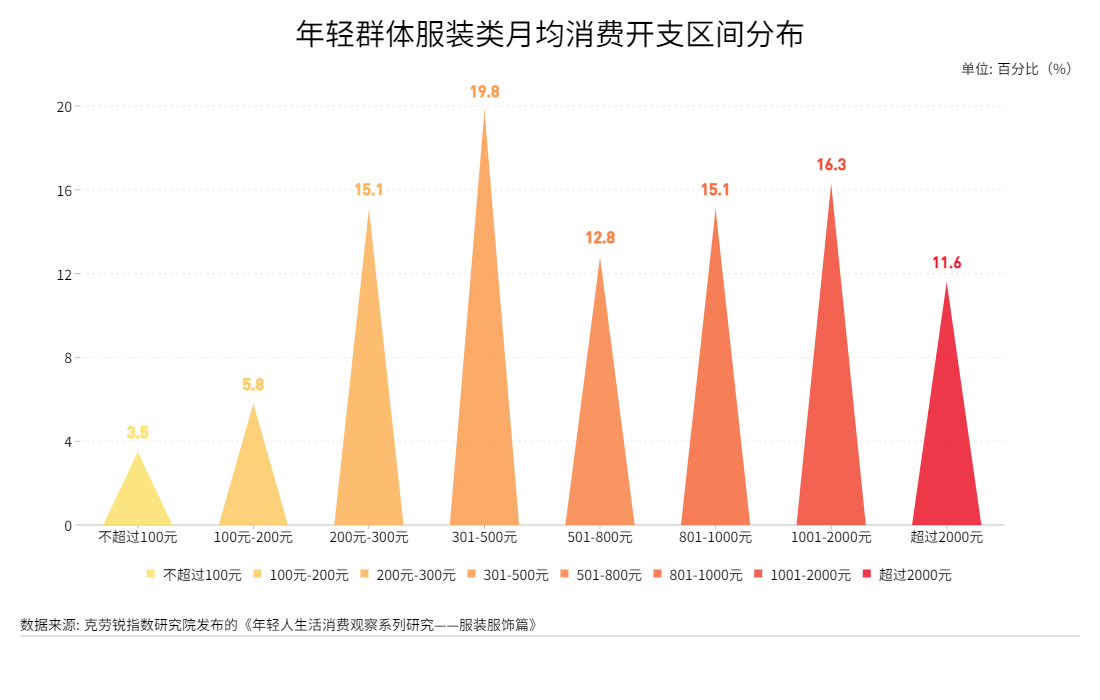 年轻群体服装类月均消费开支区间分布
单位: 百分比（%）
20
16
12
8
4
0
3.5
5.8
15.1
19.8
12.8
15.1
16.3
11.6
不超过100元 100元-200元 200元-300元 301-500元 501-800元 801-1000元 1001-2000元 超过2000元
不超过100元 100元-200元 200元-300元 301-500元 501-800元 801-1000元 1001-2000元 超过2000元
数据来源: 克劳锐指数研究院发布的《年轻人生活消费观察系列研究——服装服饰篇》